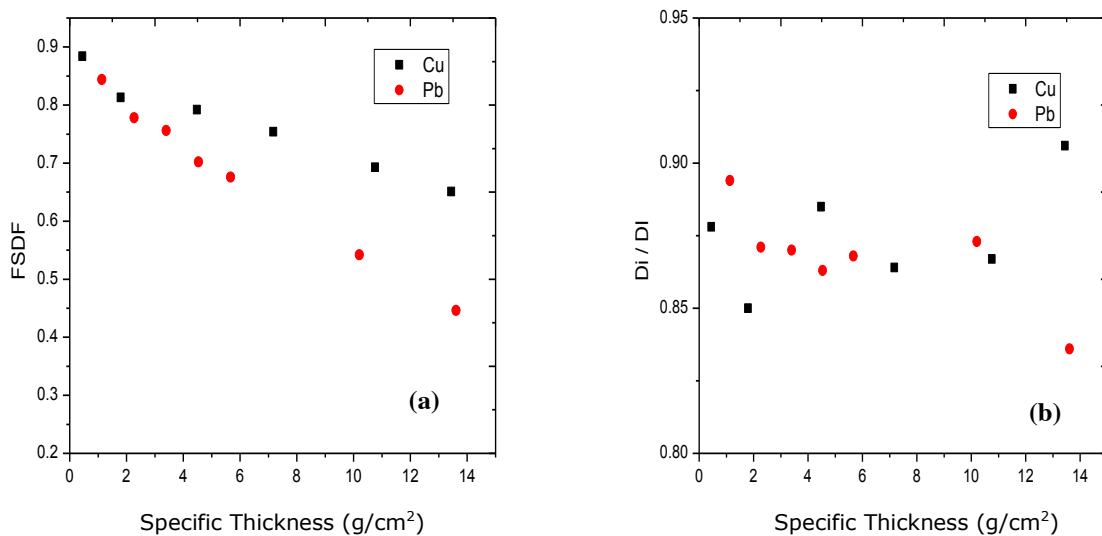 0.9
0.8
0.7
0.6
0.5
0.4
0.3
0.2
FSDF
Cu
Pb
(a)
0 2 4 6 8 10 12 14
Specific Thickness (g/cm²)
0.95
0.90
0.85
0.80
Di / DI
Cu
Pb
(b)
0 2 4 6 8 10 12 14
Specific Thickness (g/cm²)